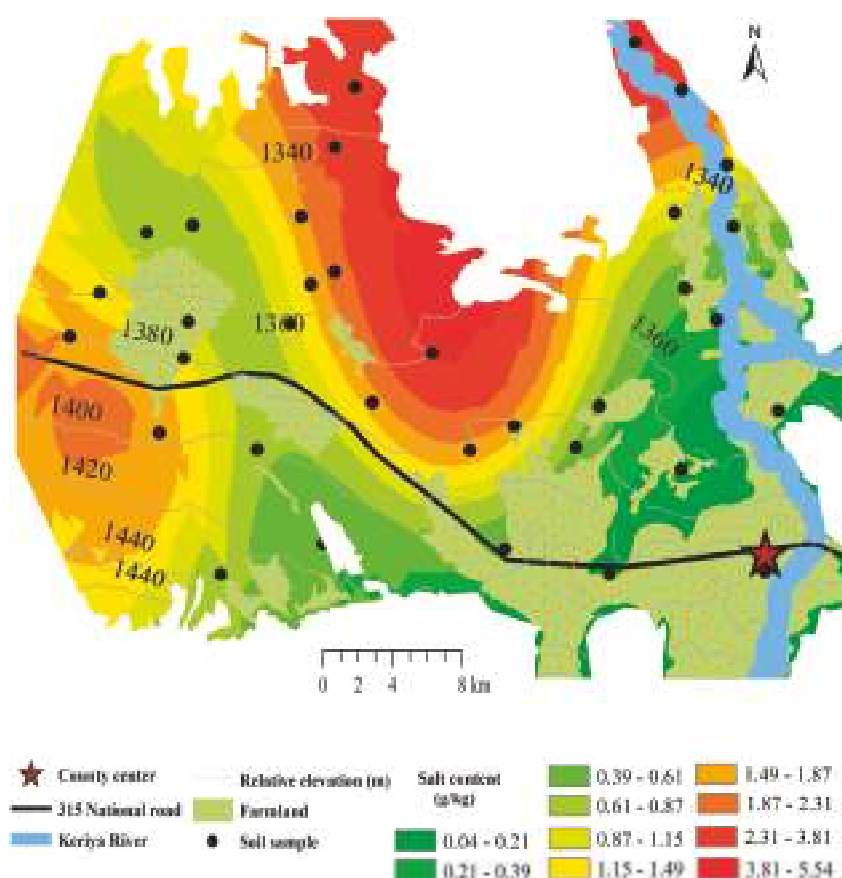 N
1340
1340
1380
1380
1360
1400
1420
1440
1440
0 2 4 8 km
County center
315 National road
Keriya River
Relative elevation (m)
Farmland
Soil sample
Salt content
(g/kg)
0.04 - 0.21
0.21 - 0.39
0.39 - 0.61
0.61 - 0.87
0.87 - 1.15
1.15 - 1.49
1.49 - 1.87
1.87 - 2.31
2.31 - 3.81
3.81 - 5.54